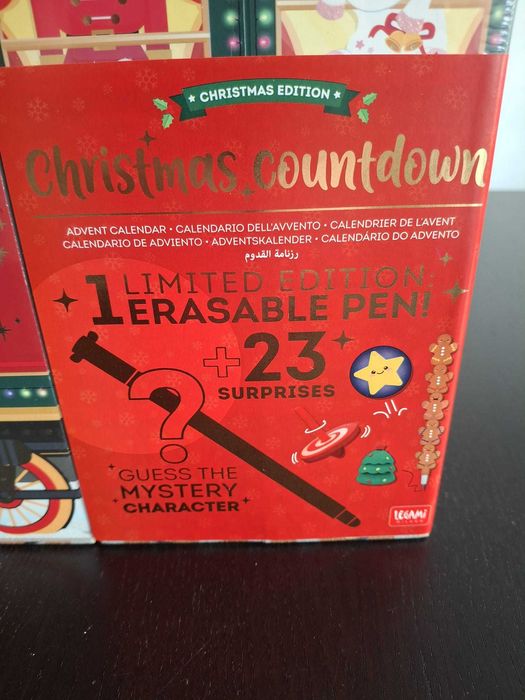 CHRISTMAS EDITION
Christmas countdown
ADVENT CALENDAR • CALENDARIO DELL'AVVENTO • CALENDRIER DE L'AVENT
CALENDARIO DE ADVIENTO • ADVENTSKALENDER • CALENDÁRIO DO ADVENTO
رزنامة القدوم
1 LIMITED EDITION:
ERASABLE PEN!
+23
SURPRISES
?
GUESS THE
MYSTERY
CHARACTER
LEGAMI
MILANO